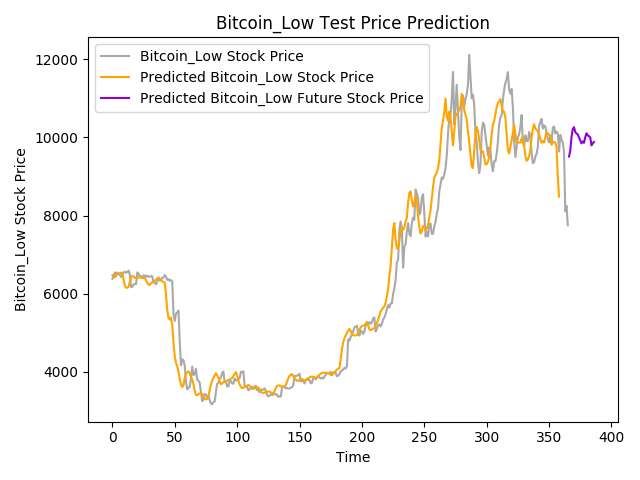 Bitcoin_Low Test Price Prediction
Bitcoin_Low Stock Price
Predicted Bitcoin_Low Stock Price
Predicted Bitcoin_Low Future Stock Price
Bitcoin_Low Stock Price
12000
10000
8000
6000
4000
0 50 100 150 200 250 300 350 400
Time